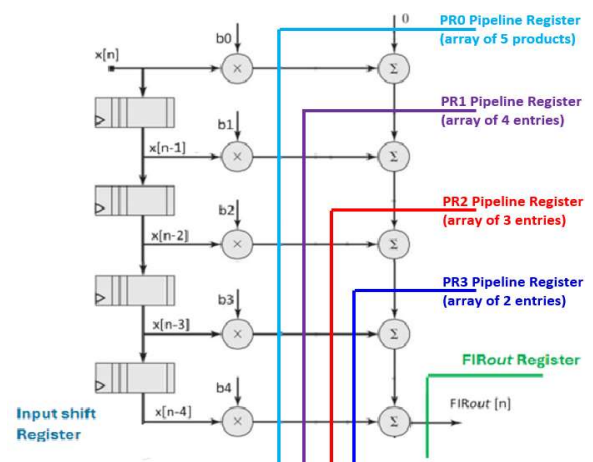 b0
0
PR0 Pipeline Register
(array of 5 products)
x[n]
×
Σ
PR1 Pipeline Register
(array of 4 entries)
b1
x[n-1]
×
Σ
PR2 Pipeline Register
(array of 3 entries)
b2
x[n-2]
×
Σ
PR3 Pipeline Register
(array of 2 entries)
b3
x[n-3]
×
Σ
FIRout Register
b4
Input shift
Register
x[n-4]
×
Σ
FIRout [n]